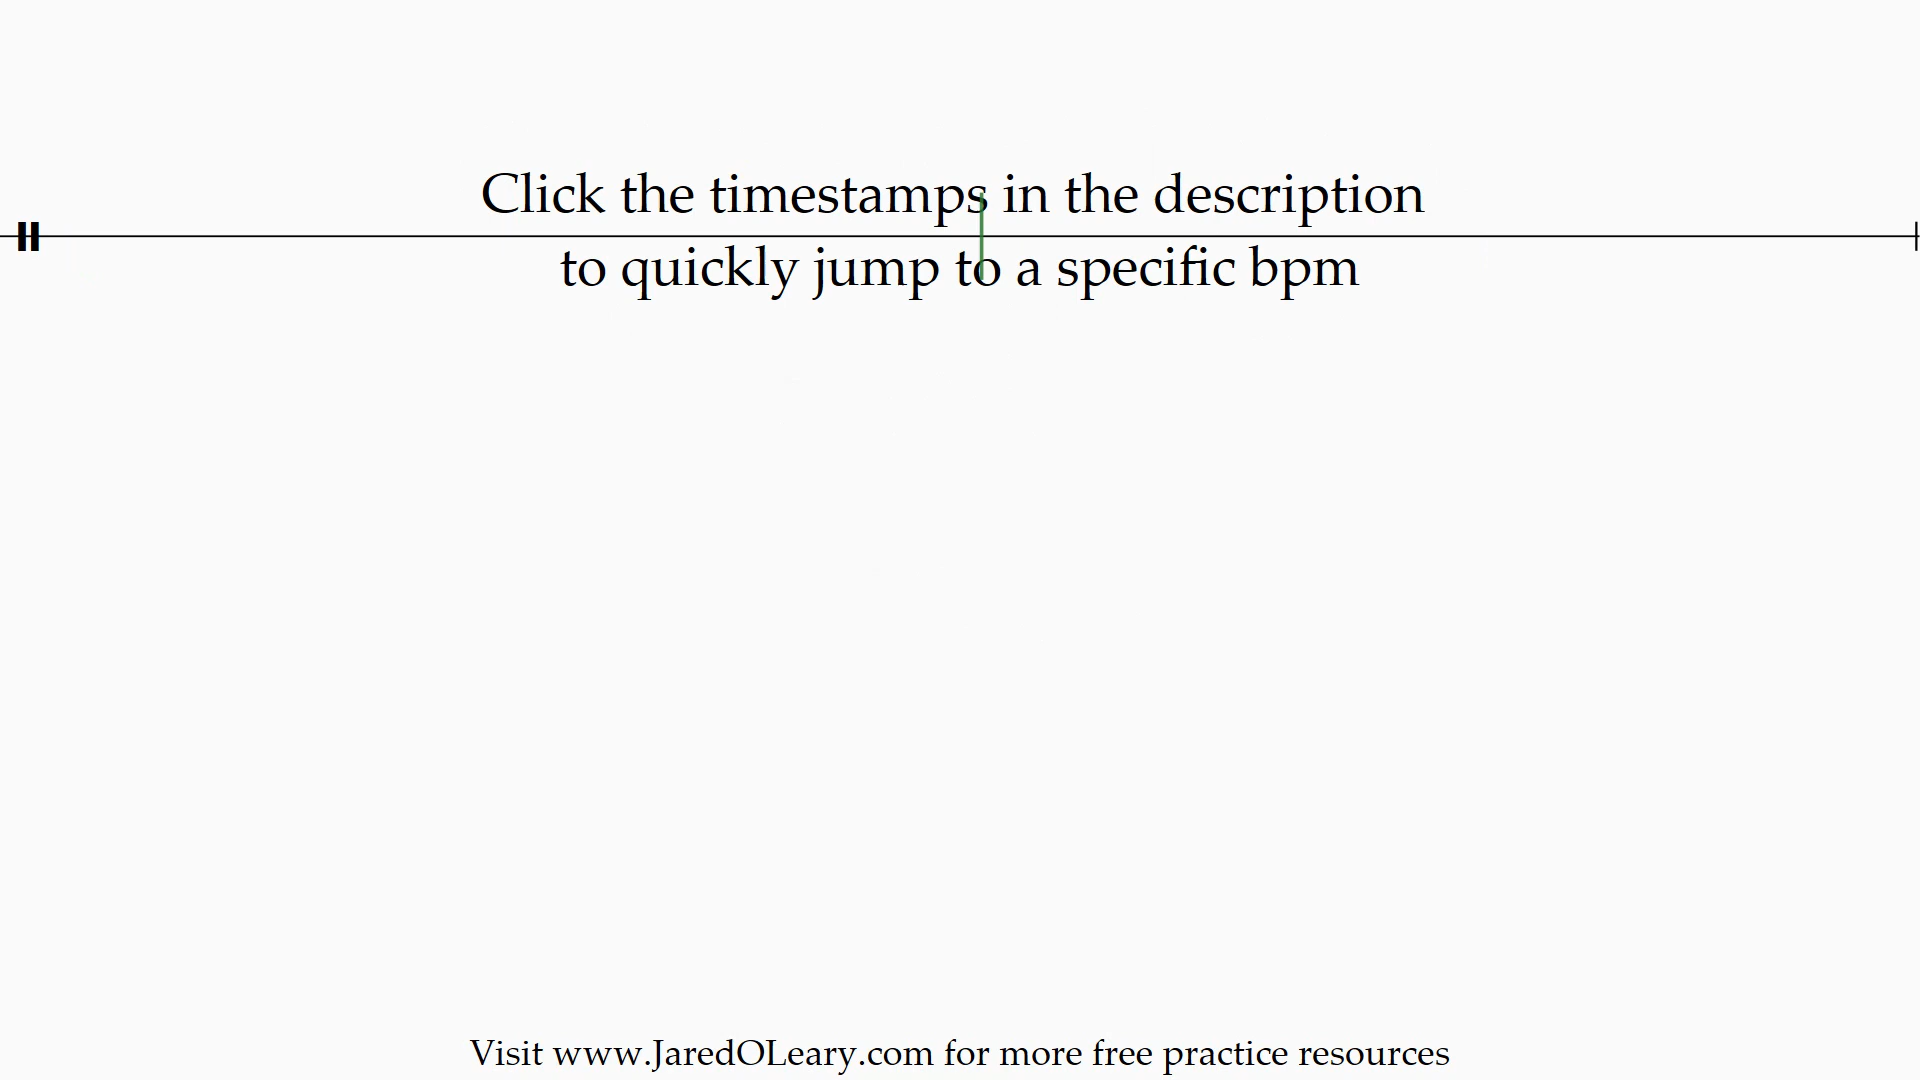 Click the timestamps in the description
to quickly jump to a specific bpm
Visit www.JaredOLeary.com for more free practice resources